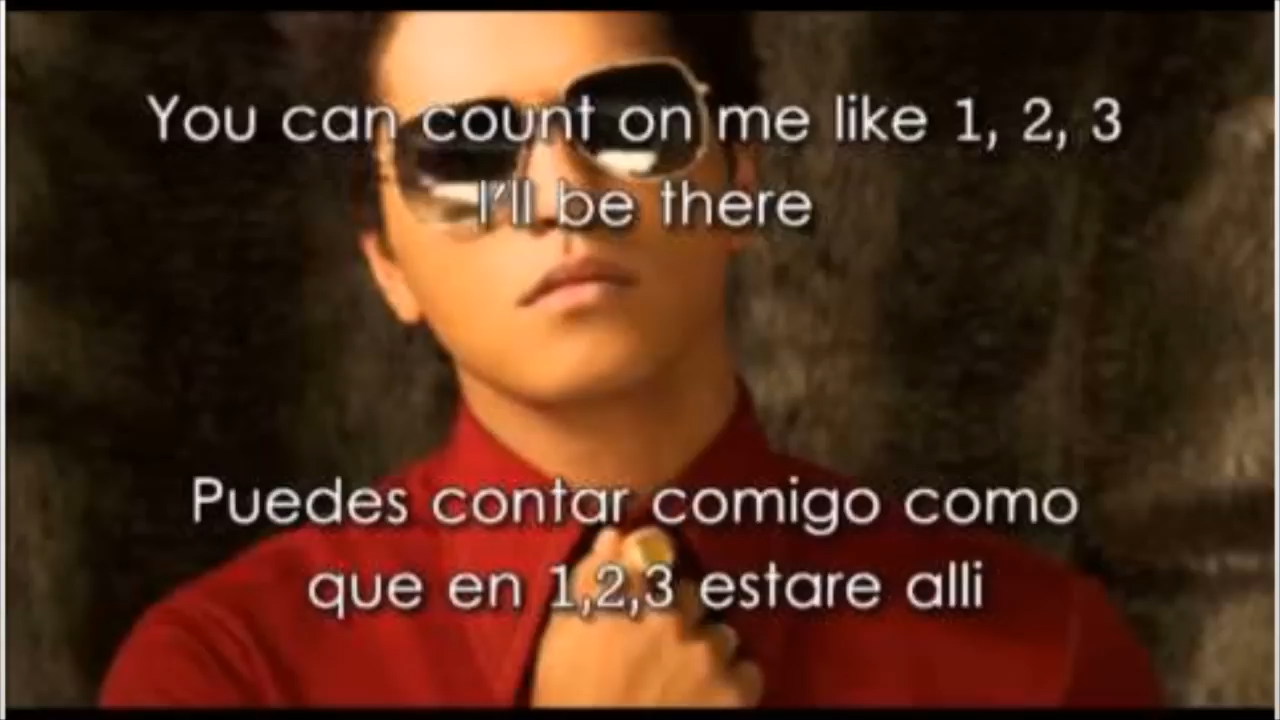 You can count on me like 1, 2, 3
I'll be there
Puedes contar comigo como
que en 1,2,3 estare alli